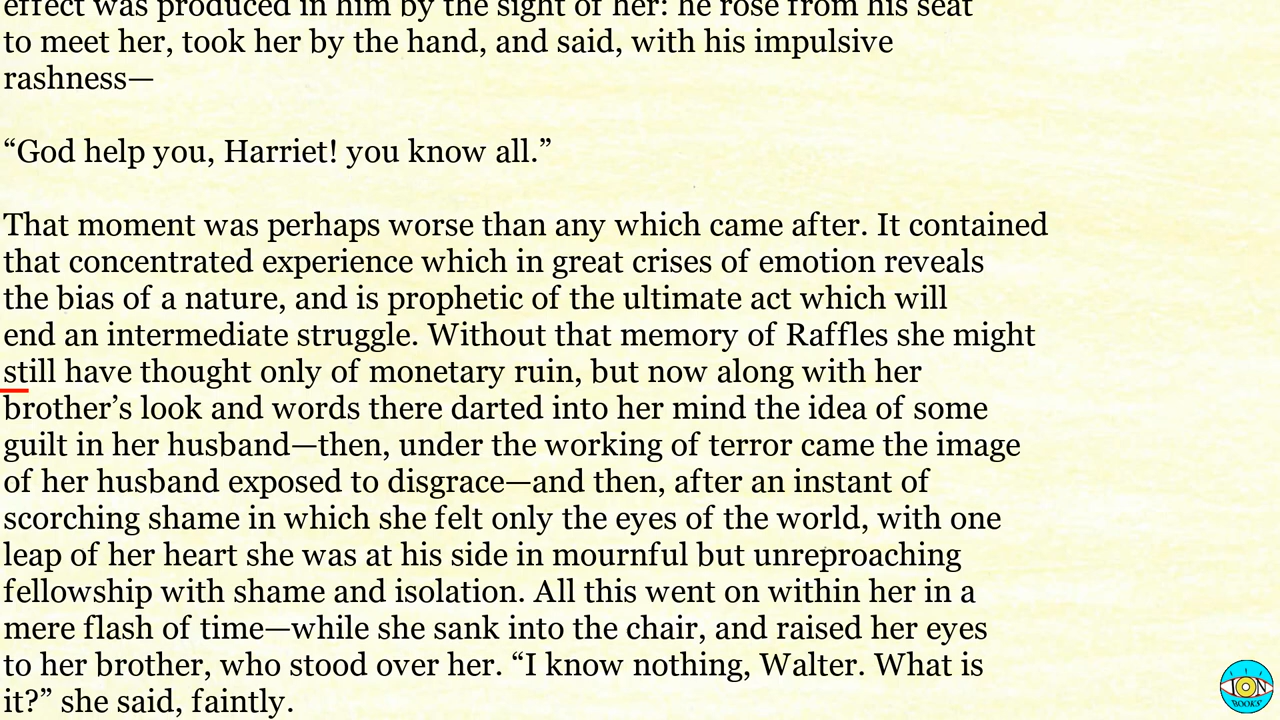 effect was produced in him by the sight of her: he rose from his seat
to meet her, took her by the hand, and said, with his impulsive
rashness—
“God help you, Harriet! you know all.”
That moment was perhaps worse than any which came after. It contained
that concentrated experience which in great crises of emotion reveals
the bias of a nature, and is prophetic of the ultimate act which will
end an intermediate struggle. Without that memory of Raffles she might
still have thought only of monetary ruin, but now along with her
brother’s look and words there darted into her mind the idea of some
guilt in her husband—then, under the working of terror came the image
of her husband exposed to disgrace—and then, after an instant of
scorching shame in which she felt only the eyes of the world, with one
leap of her heart she was at his side in mournful but unreproaching
fellowship with shame and isolation. All this went on within her in a
mere flash of time—while she sank into the chair, and raised her eyes
to her brother, who stood over her. “I know nothing, Walter. What is
it?” she said, faintly.
ION
BOOKS